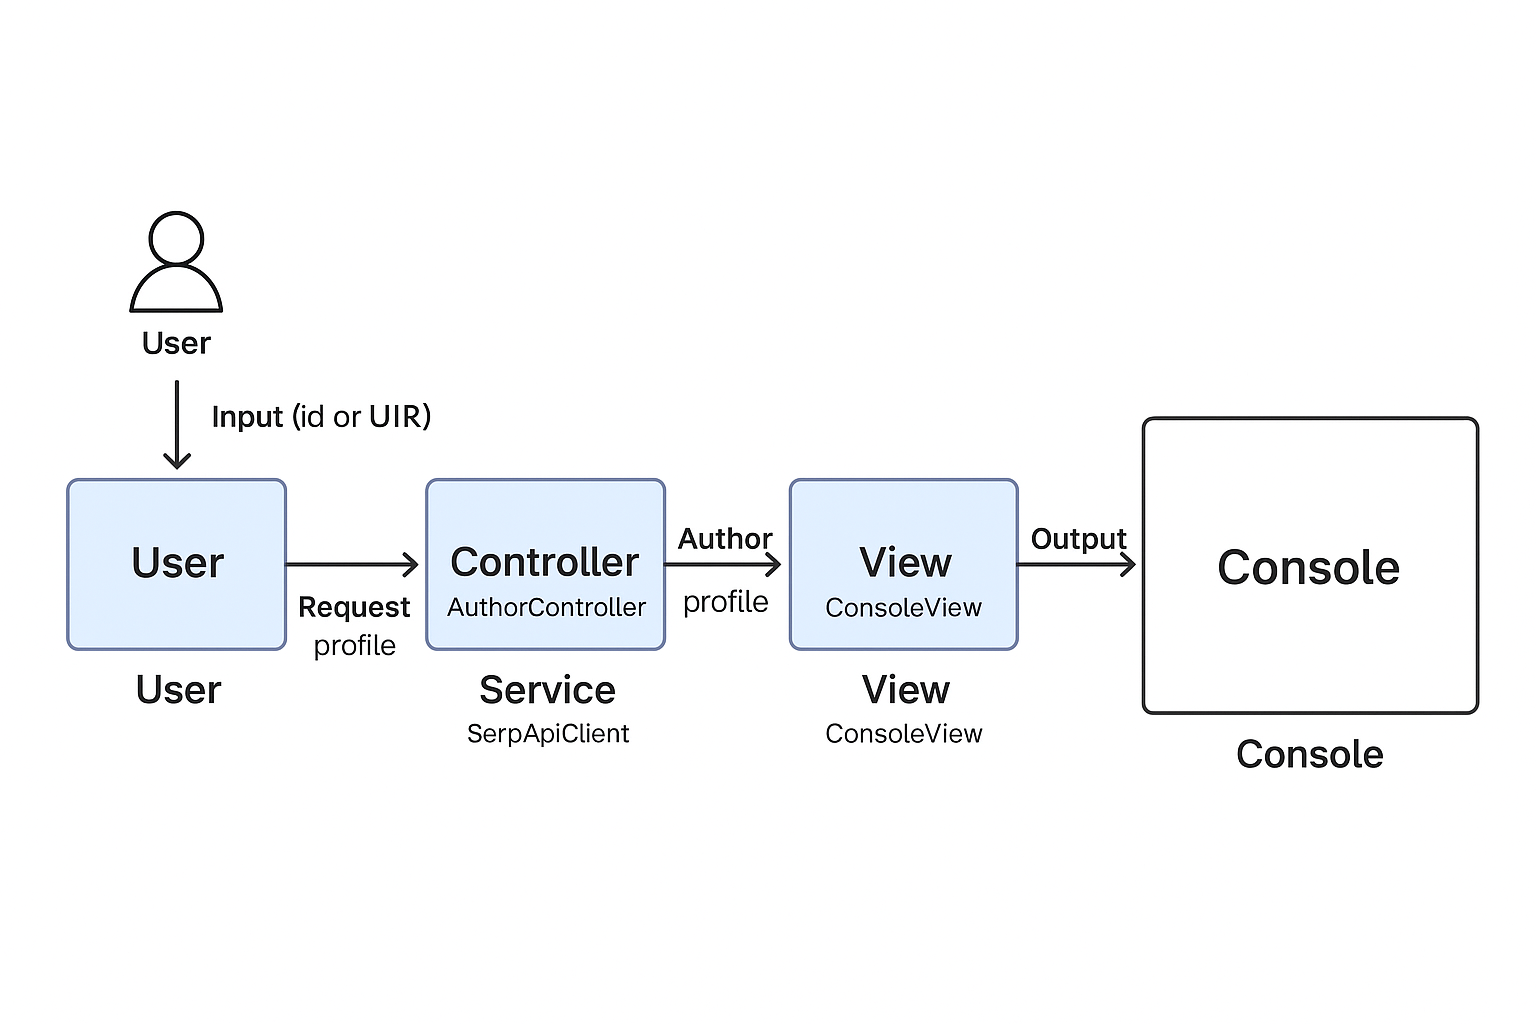 User
Input (id or UIR)
User
Request
profile
User
Controller
AuthorController
Service
SerpApiClient
Author
profile
View
ConsoleView
View
ConsoleView
Output
Console
Console